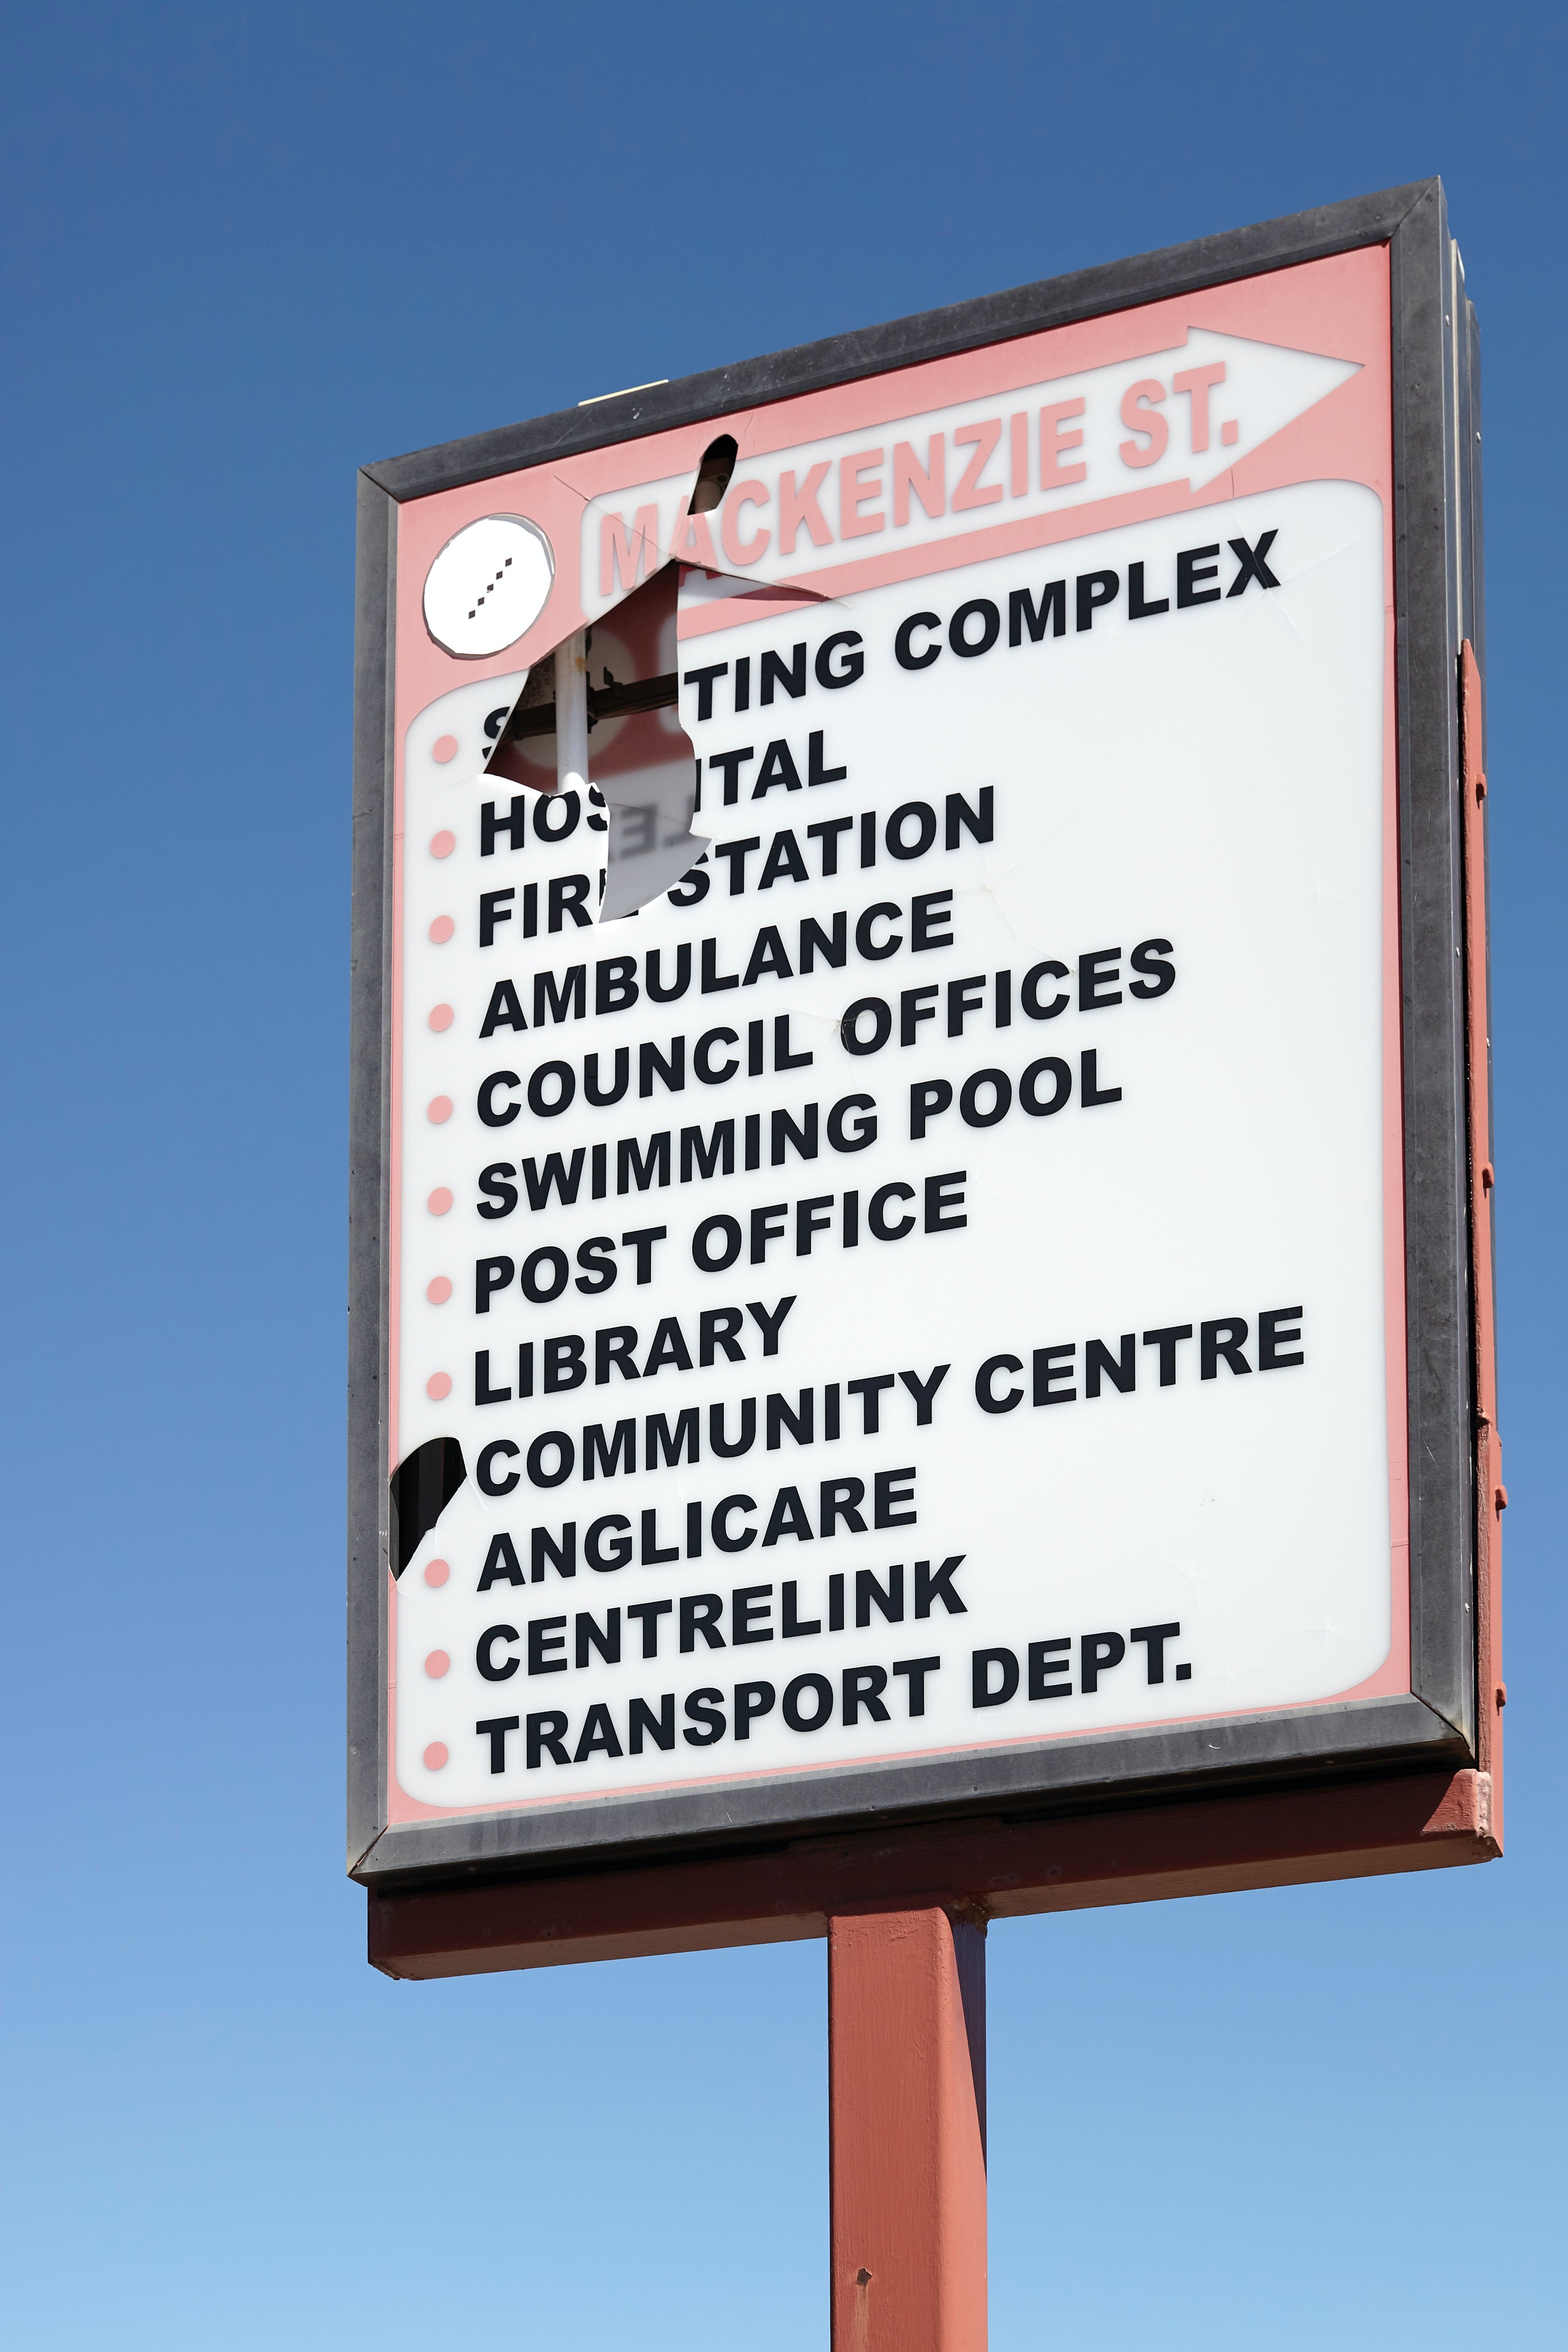 MACKENZIE ST.
COMPLEX
HOSPITAL
FIRE STATION
AMBULANCE
COUNCIL OFFICES
SWIMMING POOL
POST OFFICE
LIBRARY
COMMUNITY CENTRE
ANGLICARE
CENTRELINK
TRANSPORT DEPT.